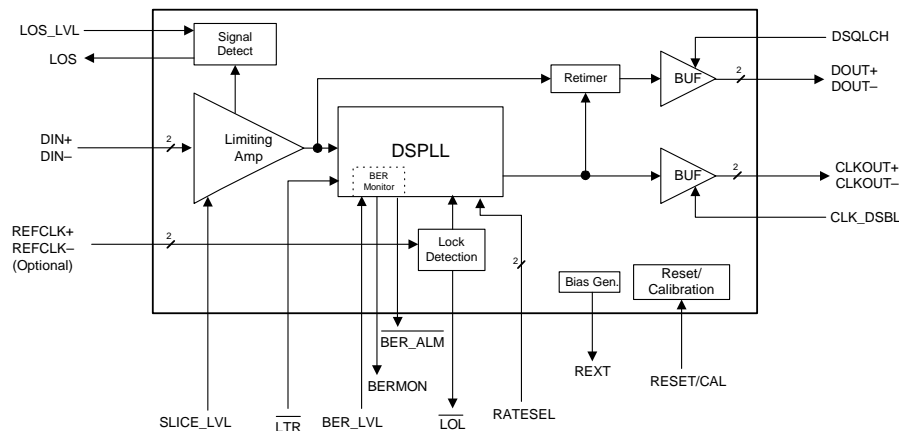 LOS_LVL
LOS
Signal
Detect
DSQLCH
Retimer
BUF
2
DOUT+
DOUT–
DIN+
DIN–
2
Limiting
Amp
DSPLL
BER
Monitor
BUF
2
CLKOUT+
CLKOUT–
CLK_DSBL
REFCLK+
REFCLK–
(Optional)
2
Lock
Detection
2
Bias Gen.
Reset/
Calibration
BER_ALM
BERMON
REXT
RESET/CAL
SLICE_LVL
LTR
BER_LVL
LOL
RATESEL